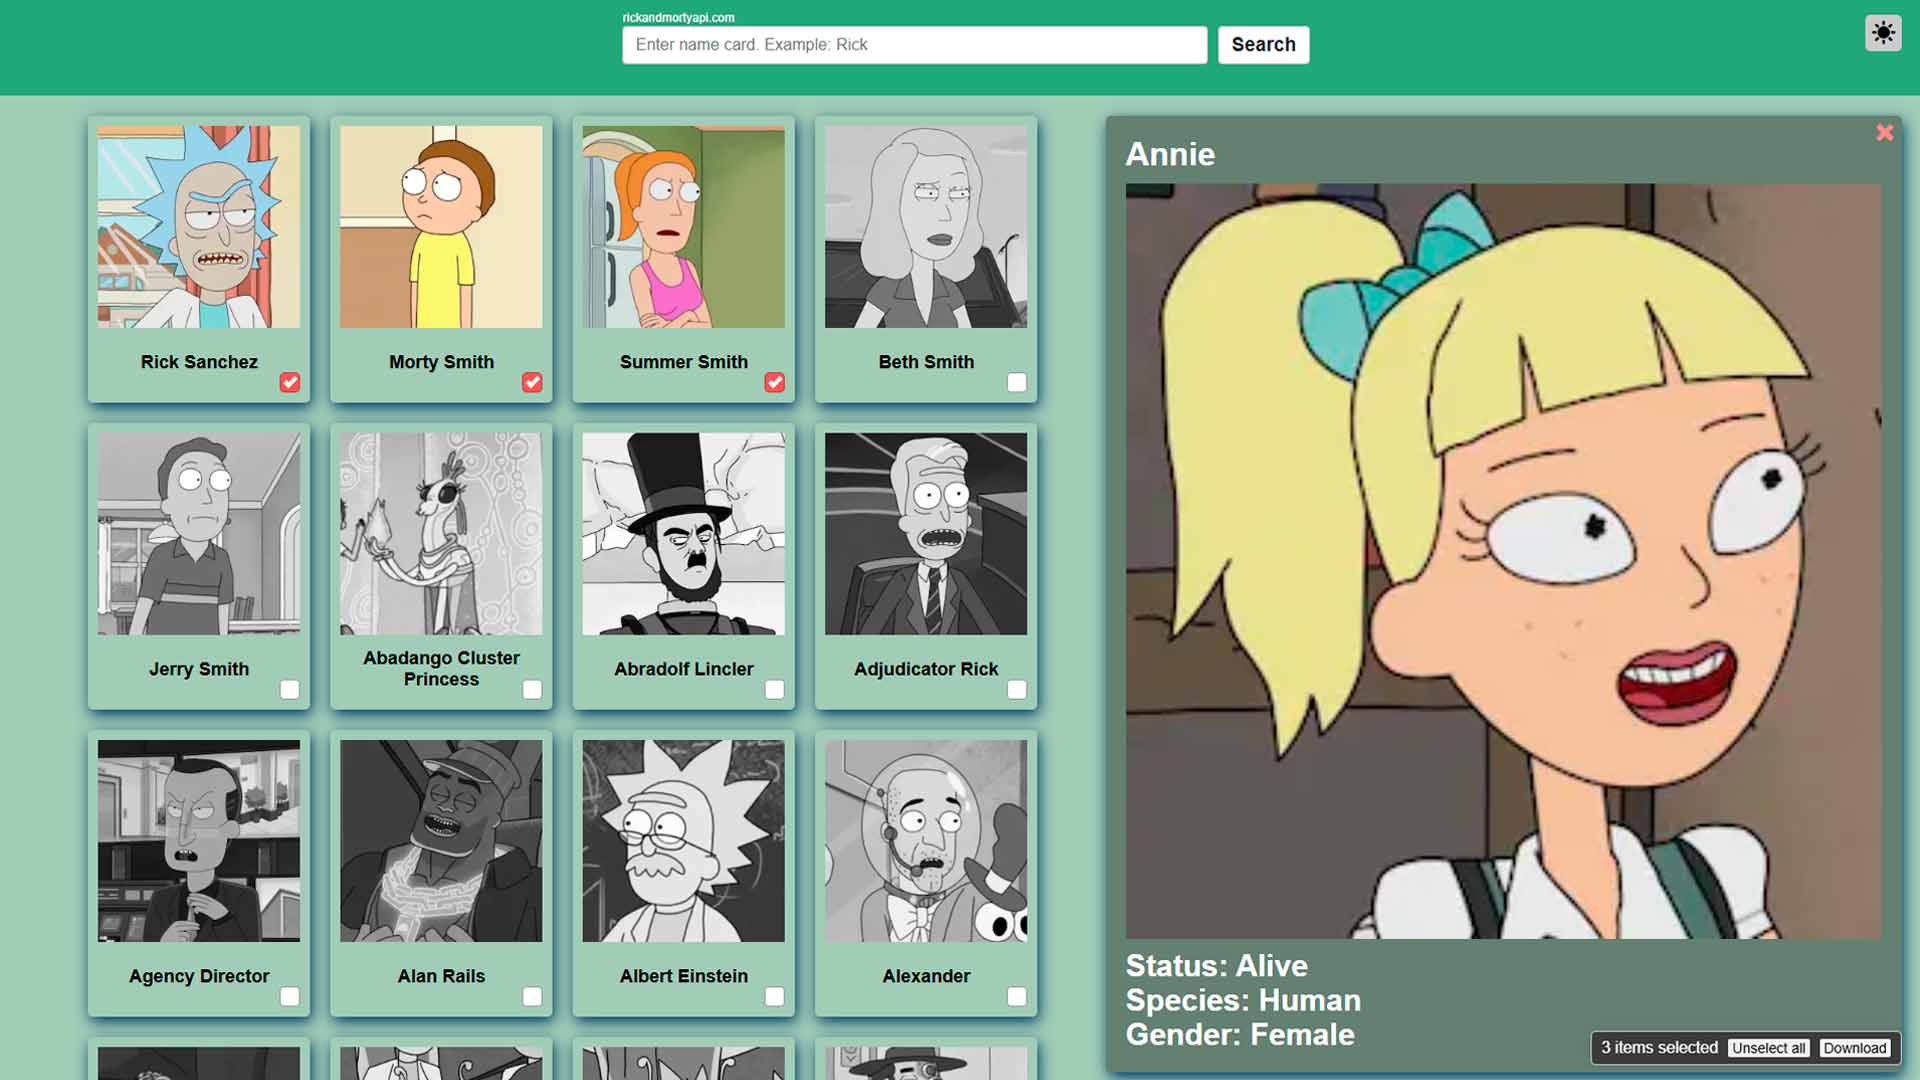 rickandmortyapi.com
Enter name card. Example: Rick
Search
Rick Sanchez
Morty Smith
Summer Smith
Beth Smith
Jerry Smith
Abadango Cluster
Princess
Abradolf Lincler
Adjudicator Rick
Agency Director
Alan Rails
Albert Einstein
Alexander
Annie
Status: Alive
Species: Human
Gender: Female
3 items selected
Unselect all
Download